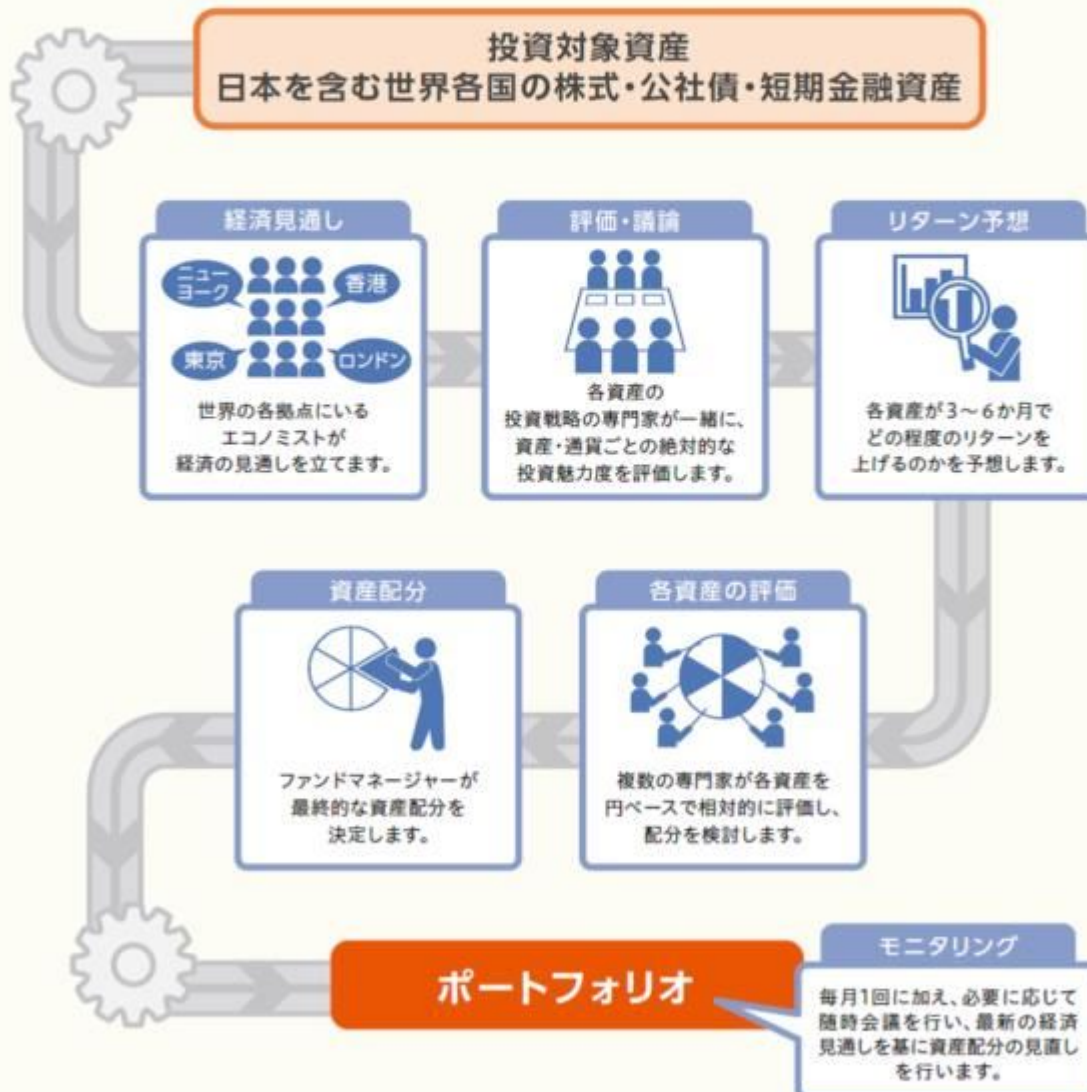 投資対象資産
日本を含む世界各国の株式・公社債・短期金融資産
経済見通し
ニュー
ヨーク
香港
東京
ロンドン
世界の各拠点にいる
エコノミストが
経済の見通しを立てます。
評価・議論
各資産の
投資戦略の専門家が一緒に、
資産・通貨ごとの絶対的な
投資魅力度を評価します。
リターン予想
各資産が3~6か月で
どの程度のリターンを
上げるのかを予想します。
各資産の評価
複数の専門家が各資産を
円ベースで相対的に評価し、
配分を検討します。
資産配分
ファンドマネージャーが
最終的な資産配分を
決定します。
ポートフォリオ
モニタリング
毎月1回に加え、必要に応じて
随時会議を行い、最新の経済
見通しを基に資産配分の見直し
を行います。